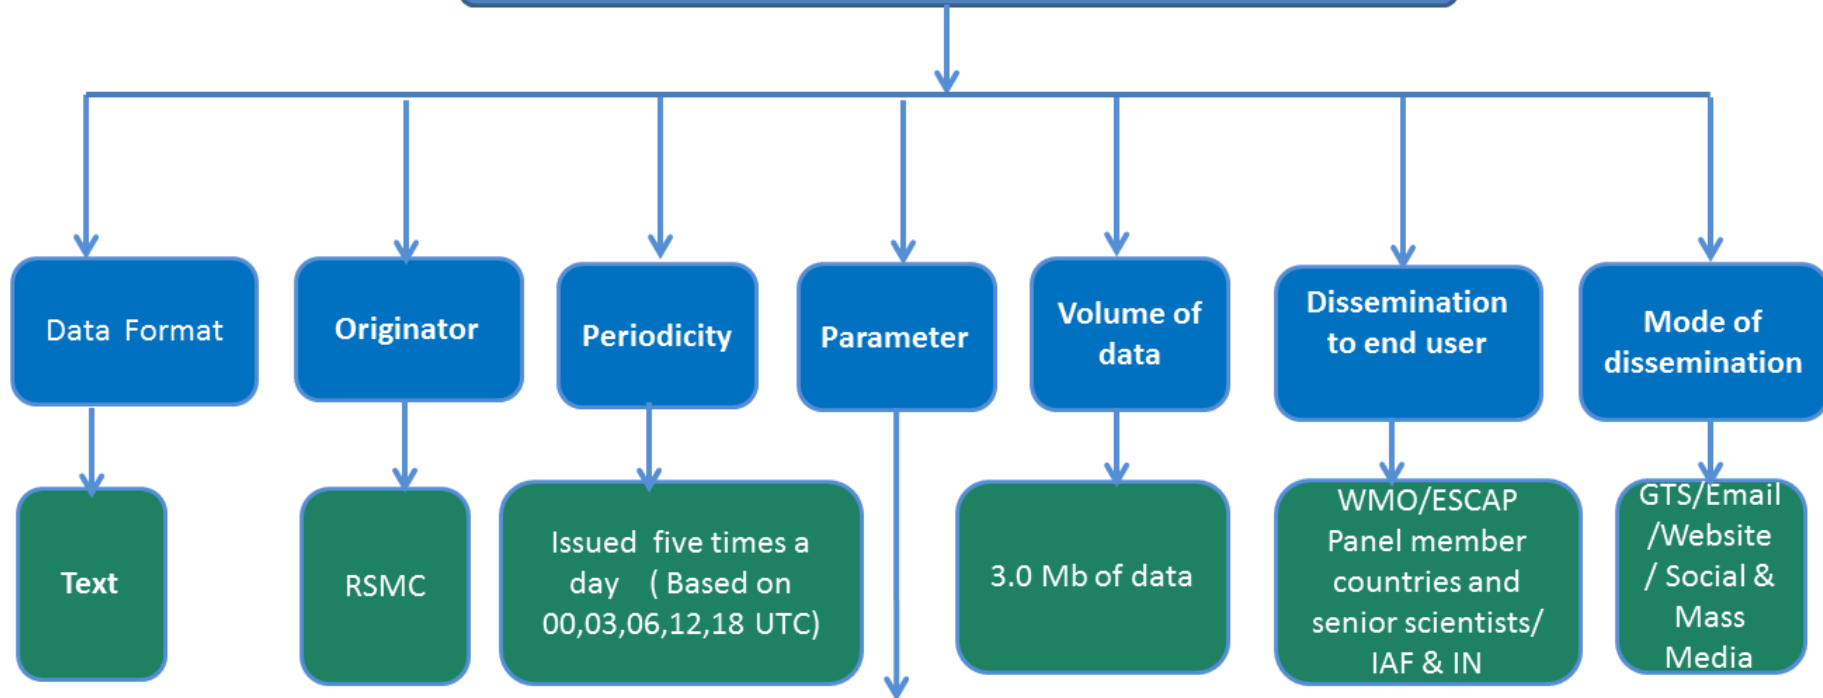 Data Format
Originator
Periodicity
Parameter
Volume of
data
Dissemination
to end user
Mode of
dissemination
Text
RSMC
Issued five times a
day ( Based on
00,03,06,12,18 UTC)
3.0 Mb of data
WMO/ESCAP
Panel member
countries and
senior scientists/
IAF & IN
GTS/Email
/Website
/ Social &
Mass
Media